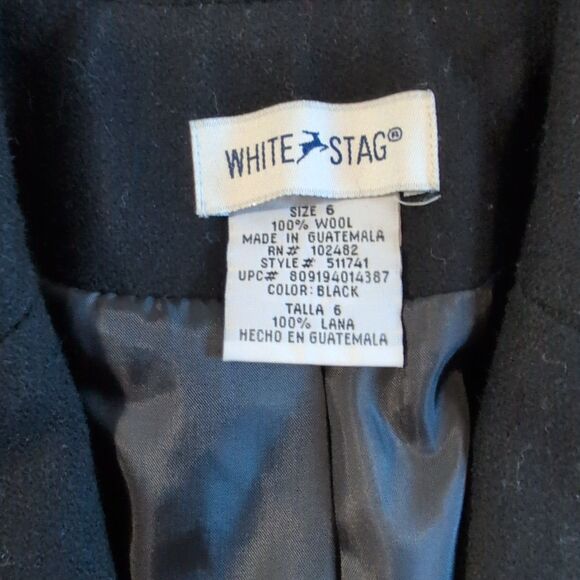 WHITE STAG®
SIZE 6
100% WOOL
MADE IN GUATEMALA
RN# 102482
STYLE# 511741
UPC# 809194014387
COLOR: BLACK
TALLA 6
100% LANA
HECHO EN GUATEMALA